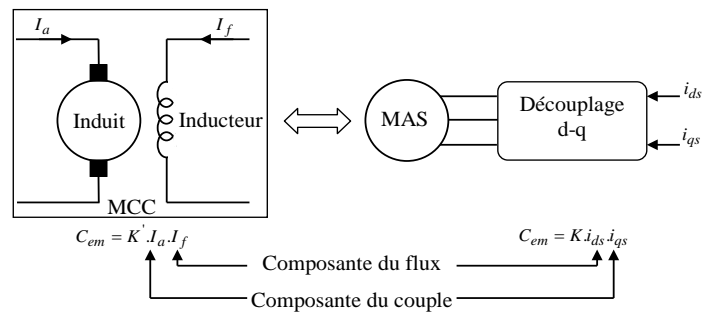 I_a
I_f
Induit
Inducteur
MCC
MAS
Découplage
d-q
i_ds
i_qs
C_em = K'.I_a.I_f
C_em = K.i_ds.i_qs
Composante du flux
Composante du couple